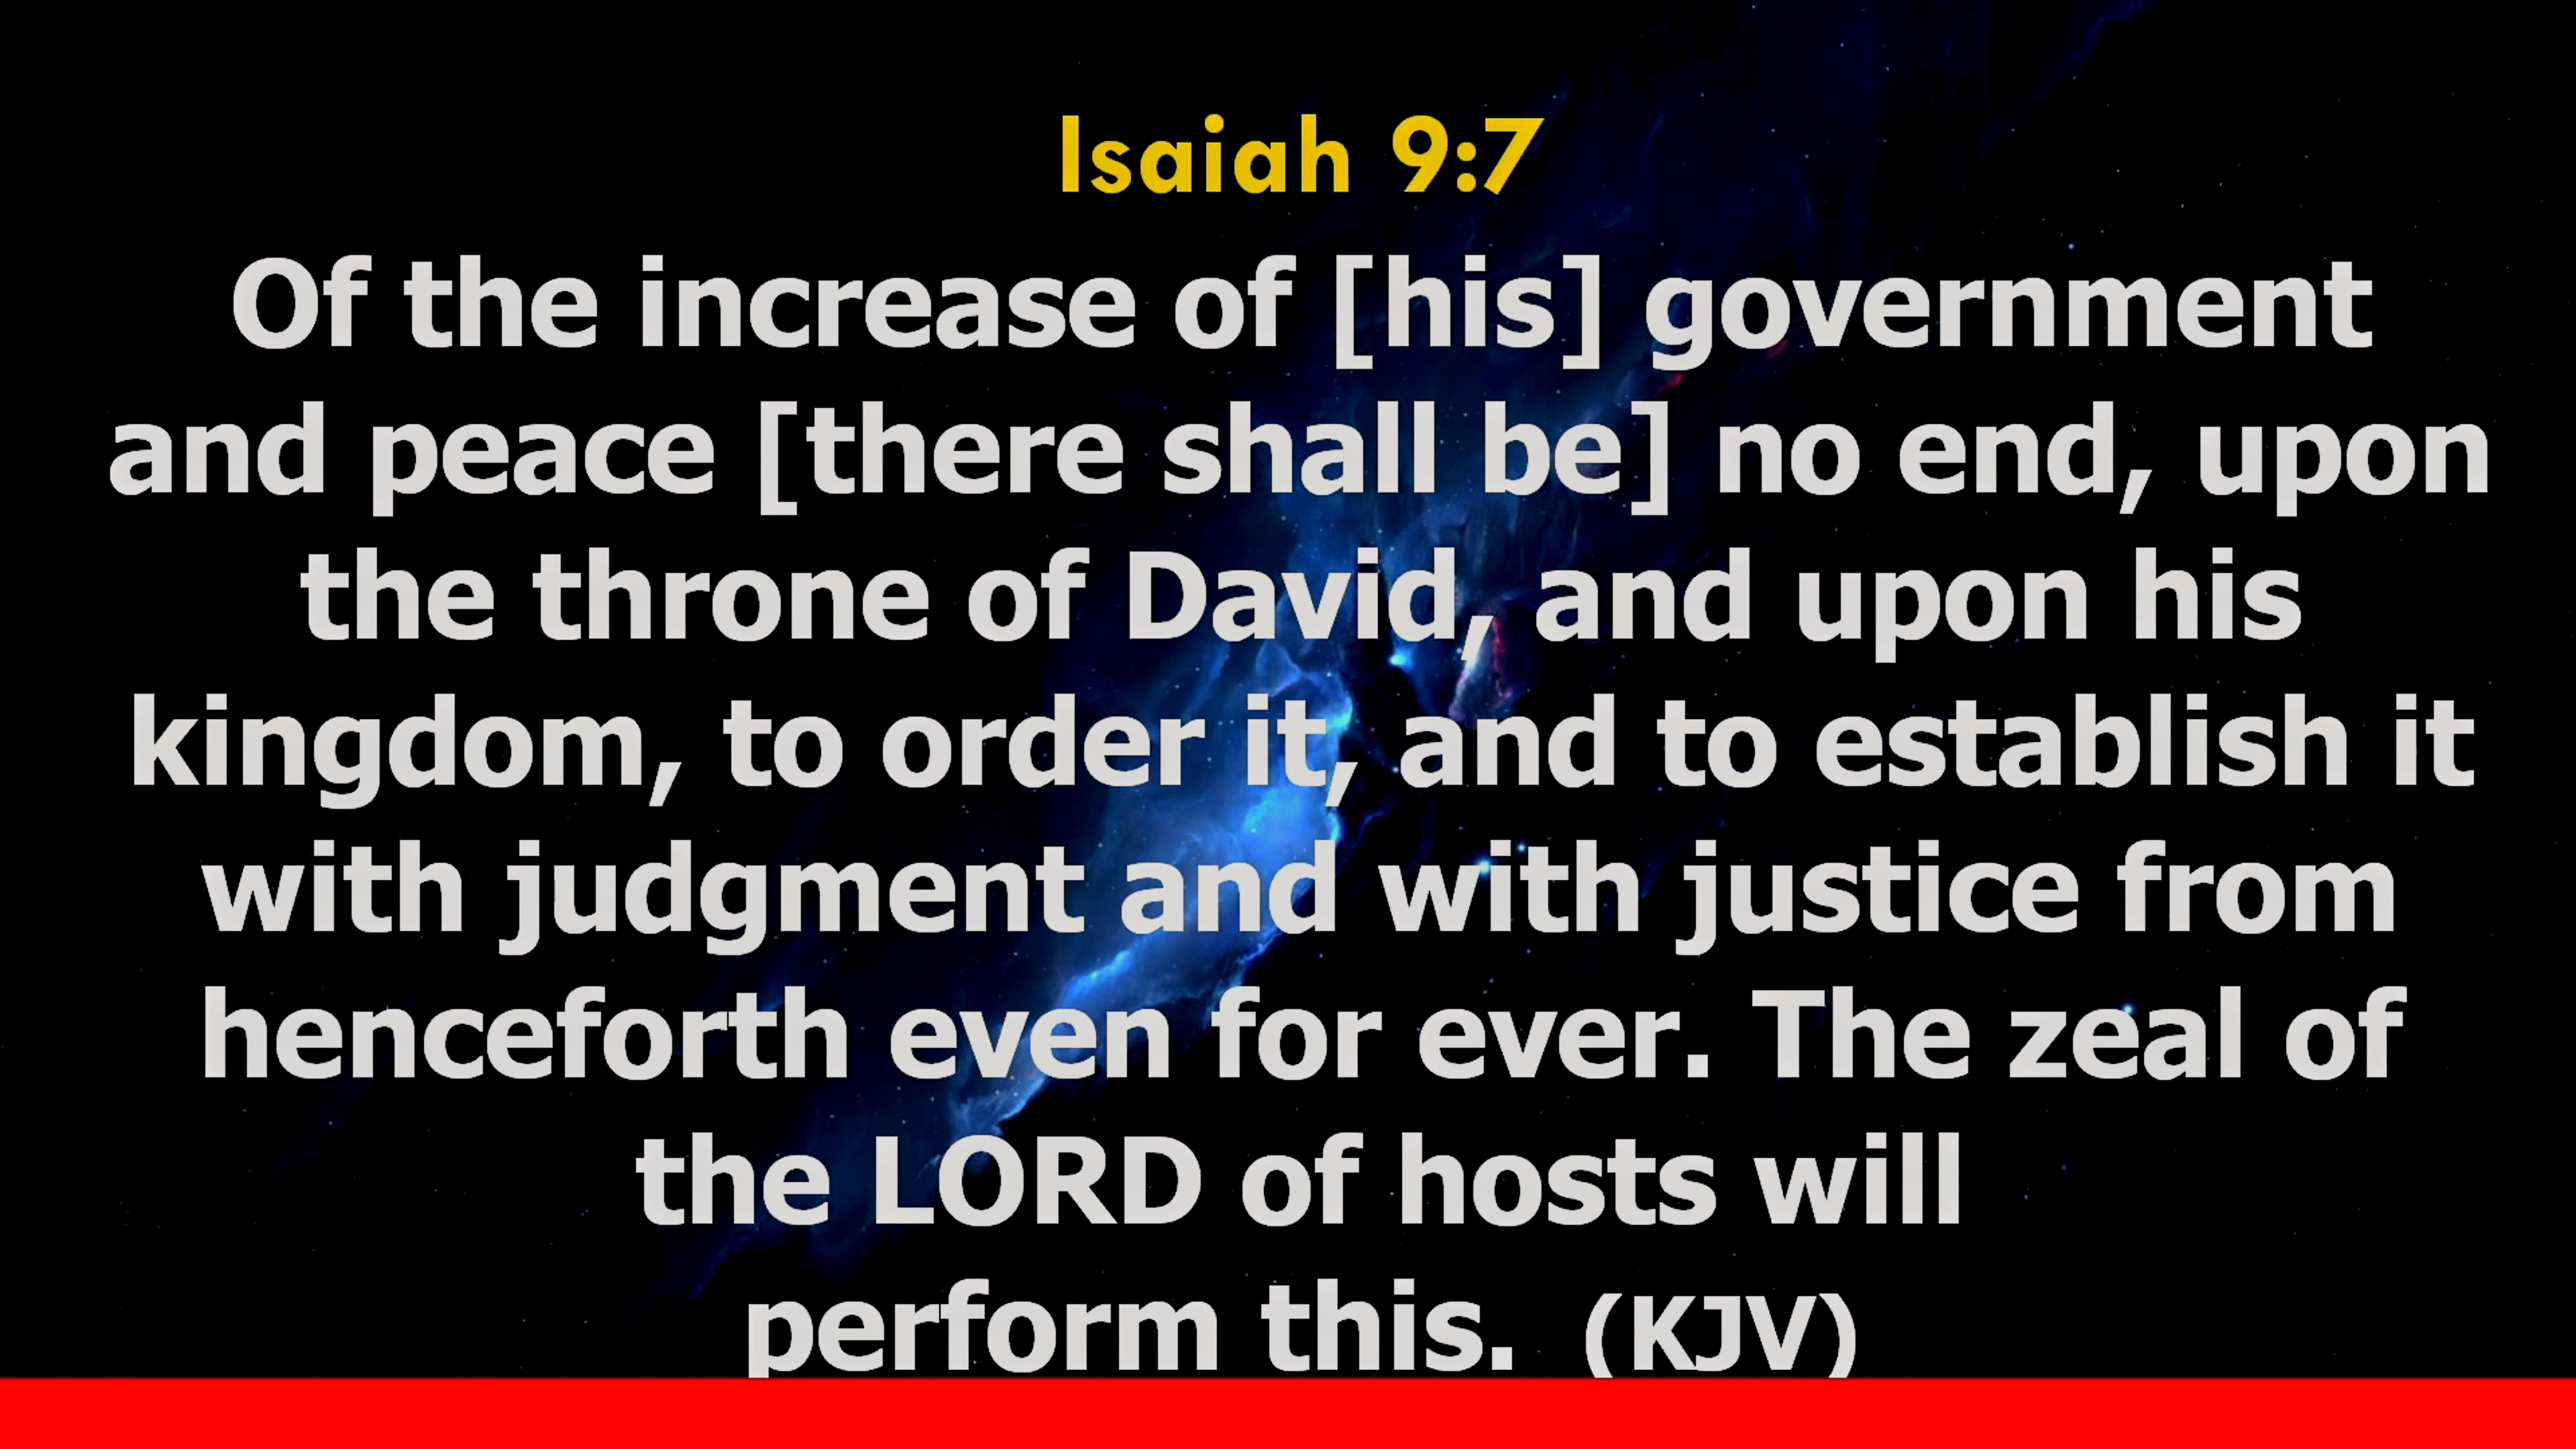 Isaiah 9:7
Of the increase of [his] government
and peace [there shall be] no end, upon
the throne of David, and upon his
kingdom, to order it, and to establish it
with judgment and with justice from
henceforth even for ever. The zeal of
the LORD of hosts will
perform this. (KJV)